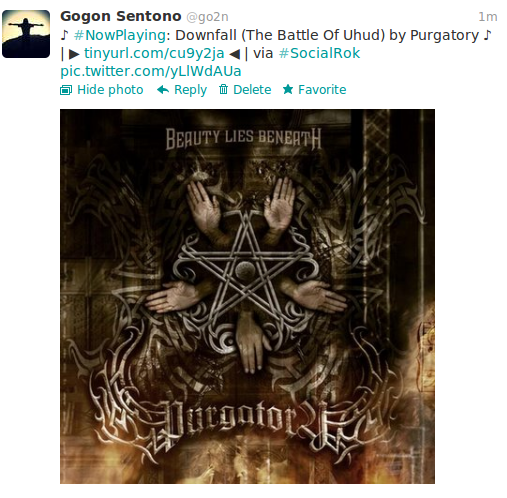 Gogon Sentono @go2n 1m
♪ #NowPlaying: Downfall (The Battle Of Uhud) by Purgatory ♪
| ▶ tinyurl.com/cu9y2ja ◀ | via #SocialRok
pic.twitter.com/yLlWdAUa
Hide photo Reply Delete Favorite
BEAUTY LIES BENEATH
Purgatory